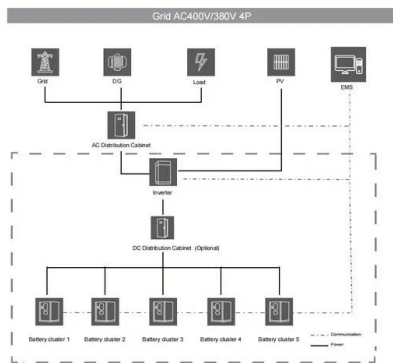 Grid AC400V/380V 4P
Grid
DG
Load
PV
EMS
AC Distribution Cabinet
Inverter
DC Distribution Cabinet (Optional)
Battery cluster 1
Battery cluster 2
Battery cluster 3
Battery cluster 4
Battery cluster 5
Communication
Power